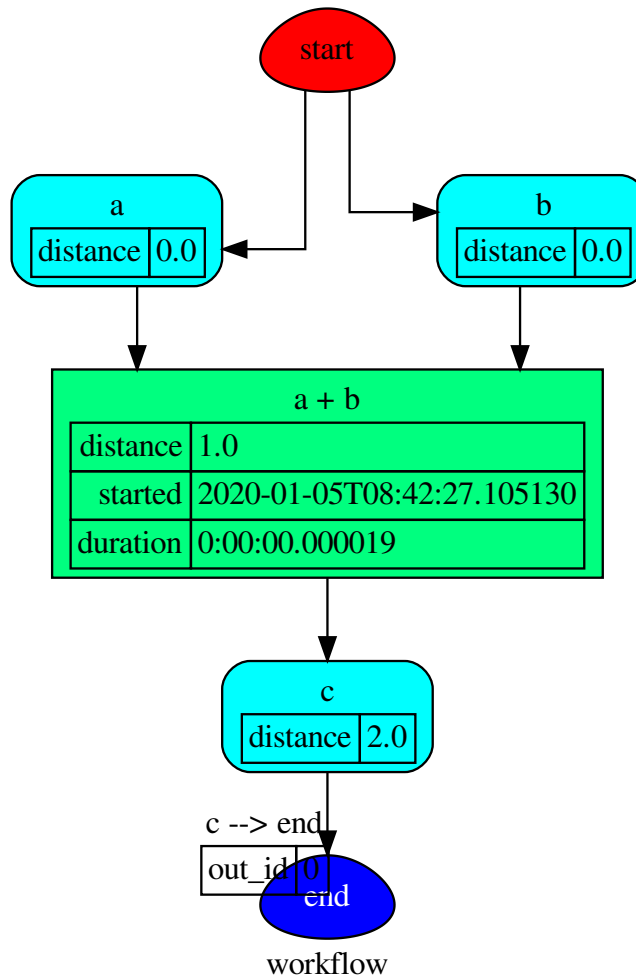 start
a
distance 0.0
b
distance 0.0
a + b
distance 1.0
started 2020-01-05T08:42:27.105130
duration 0:00:00.000019
c
distance 2.0
c --> end
out_id 0
end
workflow